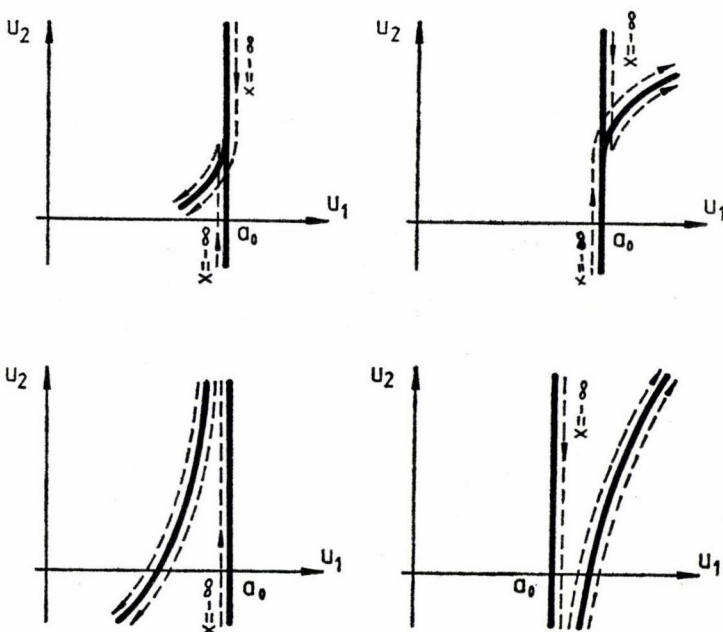 u₂
x=-∞
u₁
a₀
x=-∞
u₂
x=-∞
u₁
a₀
x=-∞
u₂
u₁
a₀
x=-∞
u₂
x=-∞
a₀
u₁